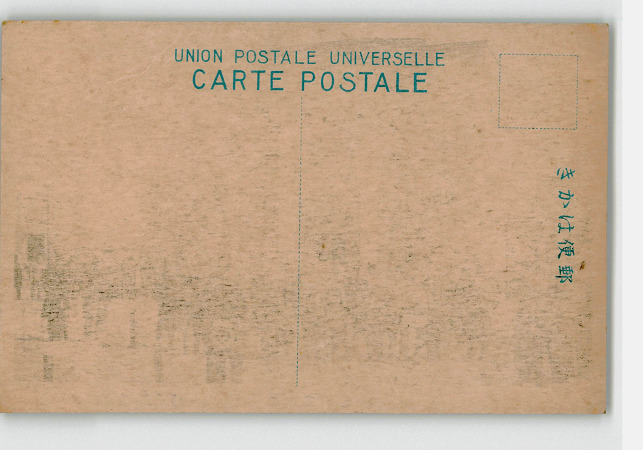 UNION POSTALE UNIVERSELLE
CARTE POSTALE
きかは便郵